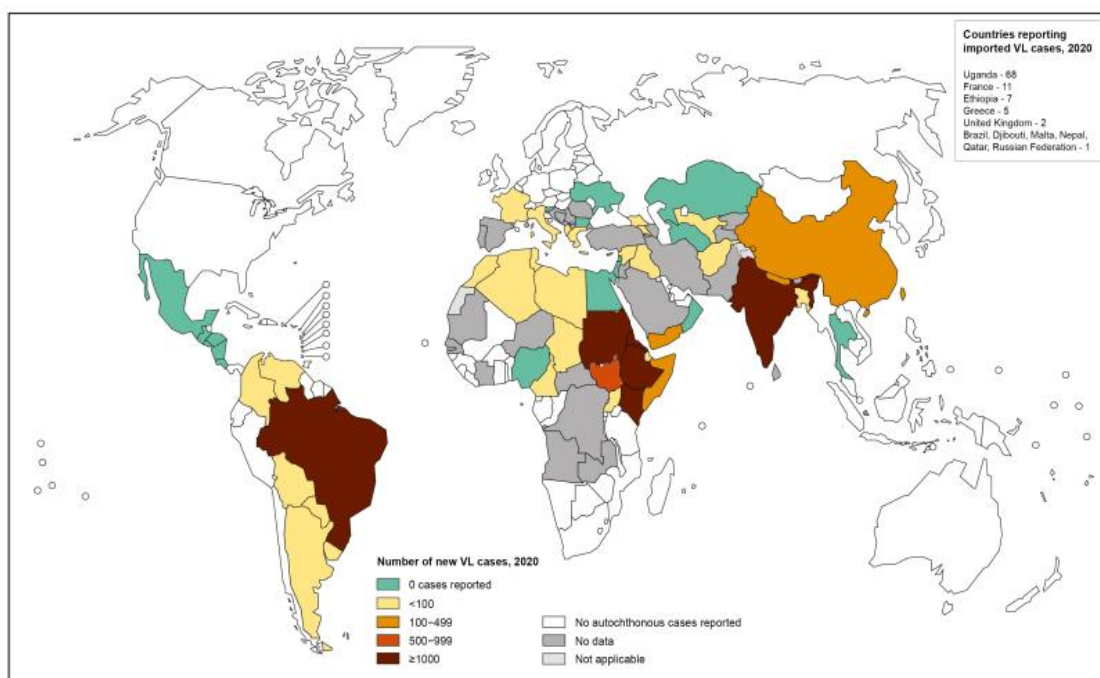 Countries reporting
imported VL cases, 2020
Uganda - 68
France - 11
Ethiopia - 7
Greece - 5
United Kingdom - 2
Brazil, Djibouti, Malta, Nepal,
Qatar, Russian Federation - 1
Number of new VL cases, 2020
0 cases reported
<100
100−499
500−999
≥1000
No autochthonous cases reported
No data
Not applicable